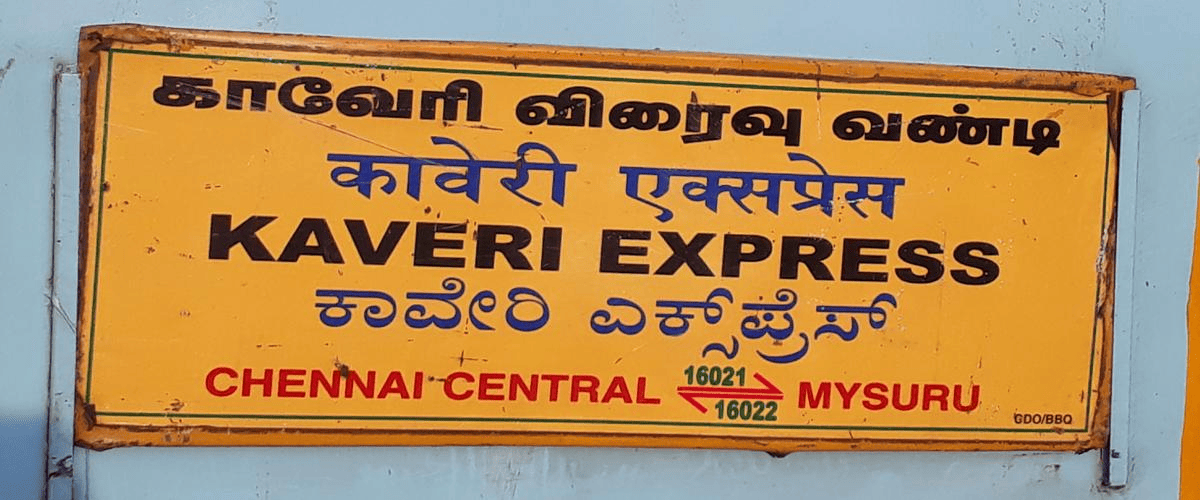 காவேரி விரைவு வண்டி
कावेरी एक्सप्रेस
KAVERI EXPRESS
ಕಾವೇರಿ ಎಕ್ಸ್‌ಪ್ರೆಸ್
CHENNAI CENTRAL 16021 16022 MYSURU
GDO/BBQ